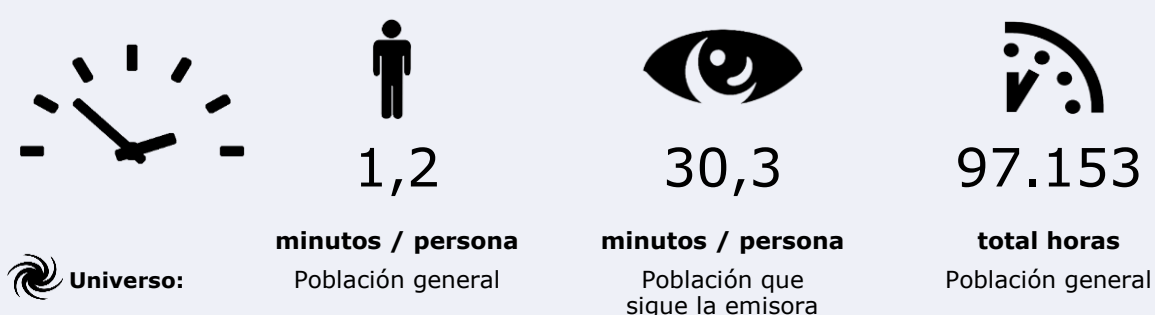 1,2
30,3
97.153
minutos / persona
minutos / persona
total horas
Universo:
Población general
Población que
sigue la emisora
Población general